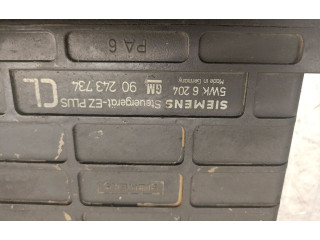 SIEMENS 5WK 6 204
Made in Germany
Steuergerät-EZ PLUS
GM 90 243 734 CL
PA 6